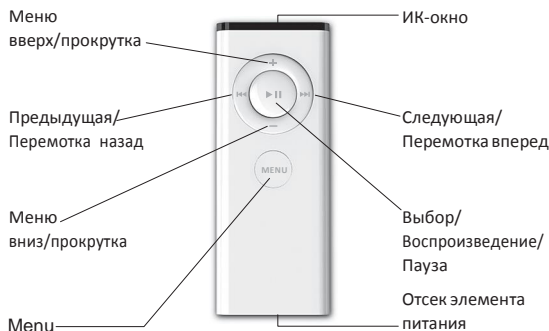 Меню
вверх/прокрутка
ИК-окно
Предыдущая/
Перемотка назад
Следующая/
Перемотка вперед
MENU
Меню
вниз/прокрутка
Выбор/
Воспроизведение/
Пауза
Menu
Отсек элемента
питания